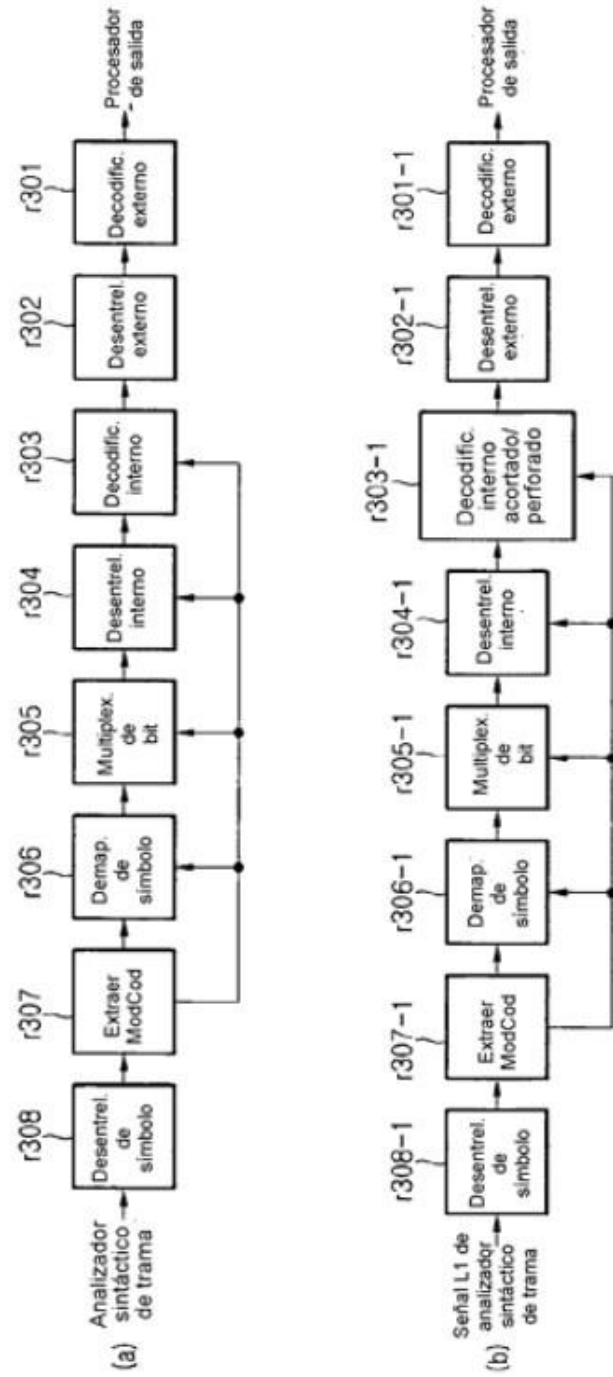 (a)
Analizador
sintáctico
de trama
r308
Desentrel.
de
símbolo
r307
Extraer
ModCod
r306
Demap.
de
símbolo
r305
Multiplex.
de
bit
r304
Desentrel.
interno
r303
Decodific.
interno
r302
Desentrel.
externo
r301
Decodific.
externo
Procesador
de salida
(b)
Señal L1 de
analizador
sintáctico
de trama
r308-1
Desentrel.
de
símbolo
r307-1
Extraer
ModCod
r306-1
Demap.
de
símbolo
r305-1
Multiplex.
de
bit
r304-1
Desentrel.
interno
r303-1
Decodific.
interno
acortado/
perforado
r302-1
Desentrel.
externo
r301-1
Decodific.
externo
Procesador
de salida